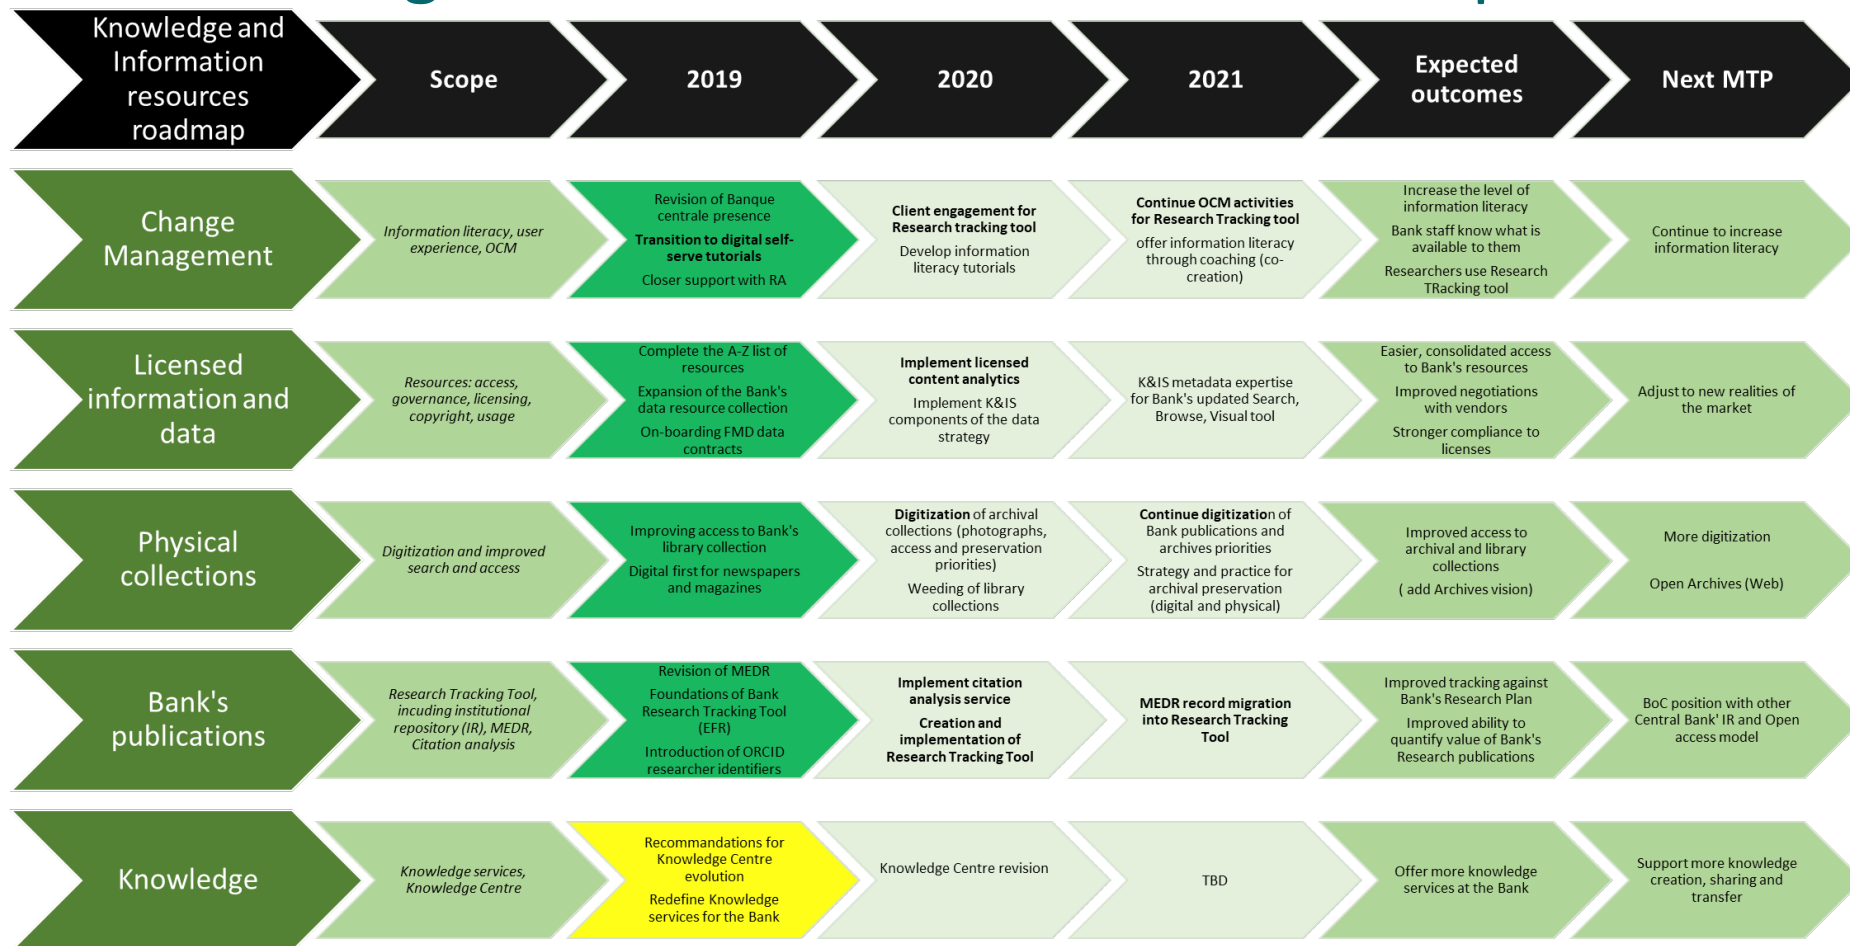 Knowledge and
Information
resources
roadmap
Scope
2019
2020
2021
Expected
outcomes
Next MTP
Change
Management
Information literacy, user
experience, OCM
Revision of Banque
centrale presence
Transition to digital self-
serve tutorials
Closer support with RA
Client engagement for
Research tracking tool
Develop information
literacy tutorials
Continue OCM activities
for Research Tracking tool
offer information literacy
through coaching (co-
creation)
Increase the level of
information literacy
Bank staff know what is
available to them
Researchers use Research
TRacking tool
Continue to increase
information literacy
Licensed
information and
data
Resources: access,
governance, licensing,
copyright, usage
Complete the A-Z list of
resources
Expansion of the Bank's
data resource collection
On-boarding FMD data
contracts
Implement licensed
content analytics
Implement K&IS
components of the data
strategy
K&IS metadata expertise
for Bank's updated Search,
Browse, Visual tool
Easier, consolidated access
to Bank's resources
Improved negotiations
with vendors
Stronger compliance to
licenses
Adjust to new realities of
the market
Physical
collections
Digitization and improved
search and access
Improving access to Bank's
library collection
Digital first for newspapers
and magazines
Digitization of archival
collections (photographs,
access and preservation
priorities)
Weeding of library
collections
Continue digitization of
Bank publications and
archives priorities
Strategy and practice for
archival preservation
(digital and physical)
Improved access to
archival and library
collections
( add Archives vision)
More digitization
Open Archives (Web)
Bank's
publications
Research Tracking Tool,
incuding institutional
repository (IR), MEDR,
Citation analysis
Revision of MEDR
Foundations of Bank
Research Tracking Tool
(EFR)
Introduction of ORCID
researcher identifiers
Implement citation
analysis service
Creation and
implementation of
Research Tracking Tool
MEDR record migration
into Research Tracking
Tool
Improved tracking against
Bank's Research Plan
Improved ability to
quantify value of Bank's
Research publications
BoC position with other
Central Bank' IR and Open
access model
Knowledge
Knowledge services,
Knowledge Centre
Recommandations for
Knowledge Centre
evolution
Redefine Knowledge
services for the Bank
Knowledge Centre revision
TBD
Offer more knowledge
services at the Bank
Support more knowledge
creation, sharing and
transfer